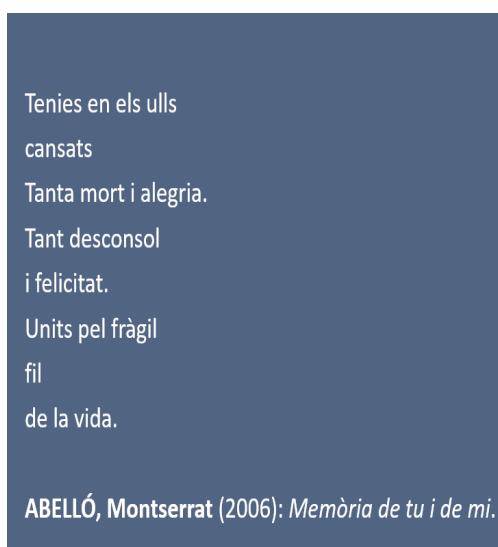 Tenies en els ulls
cansats
Tanta mort i alegria.
Tant desconsol
i felicitat.
Units pel fràgil
fil
de la vida.
ABELLÓ, Montserrat (2006): Memòria de tu i de mi.